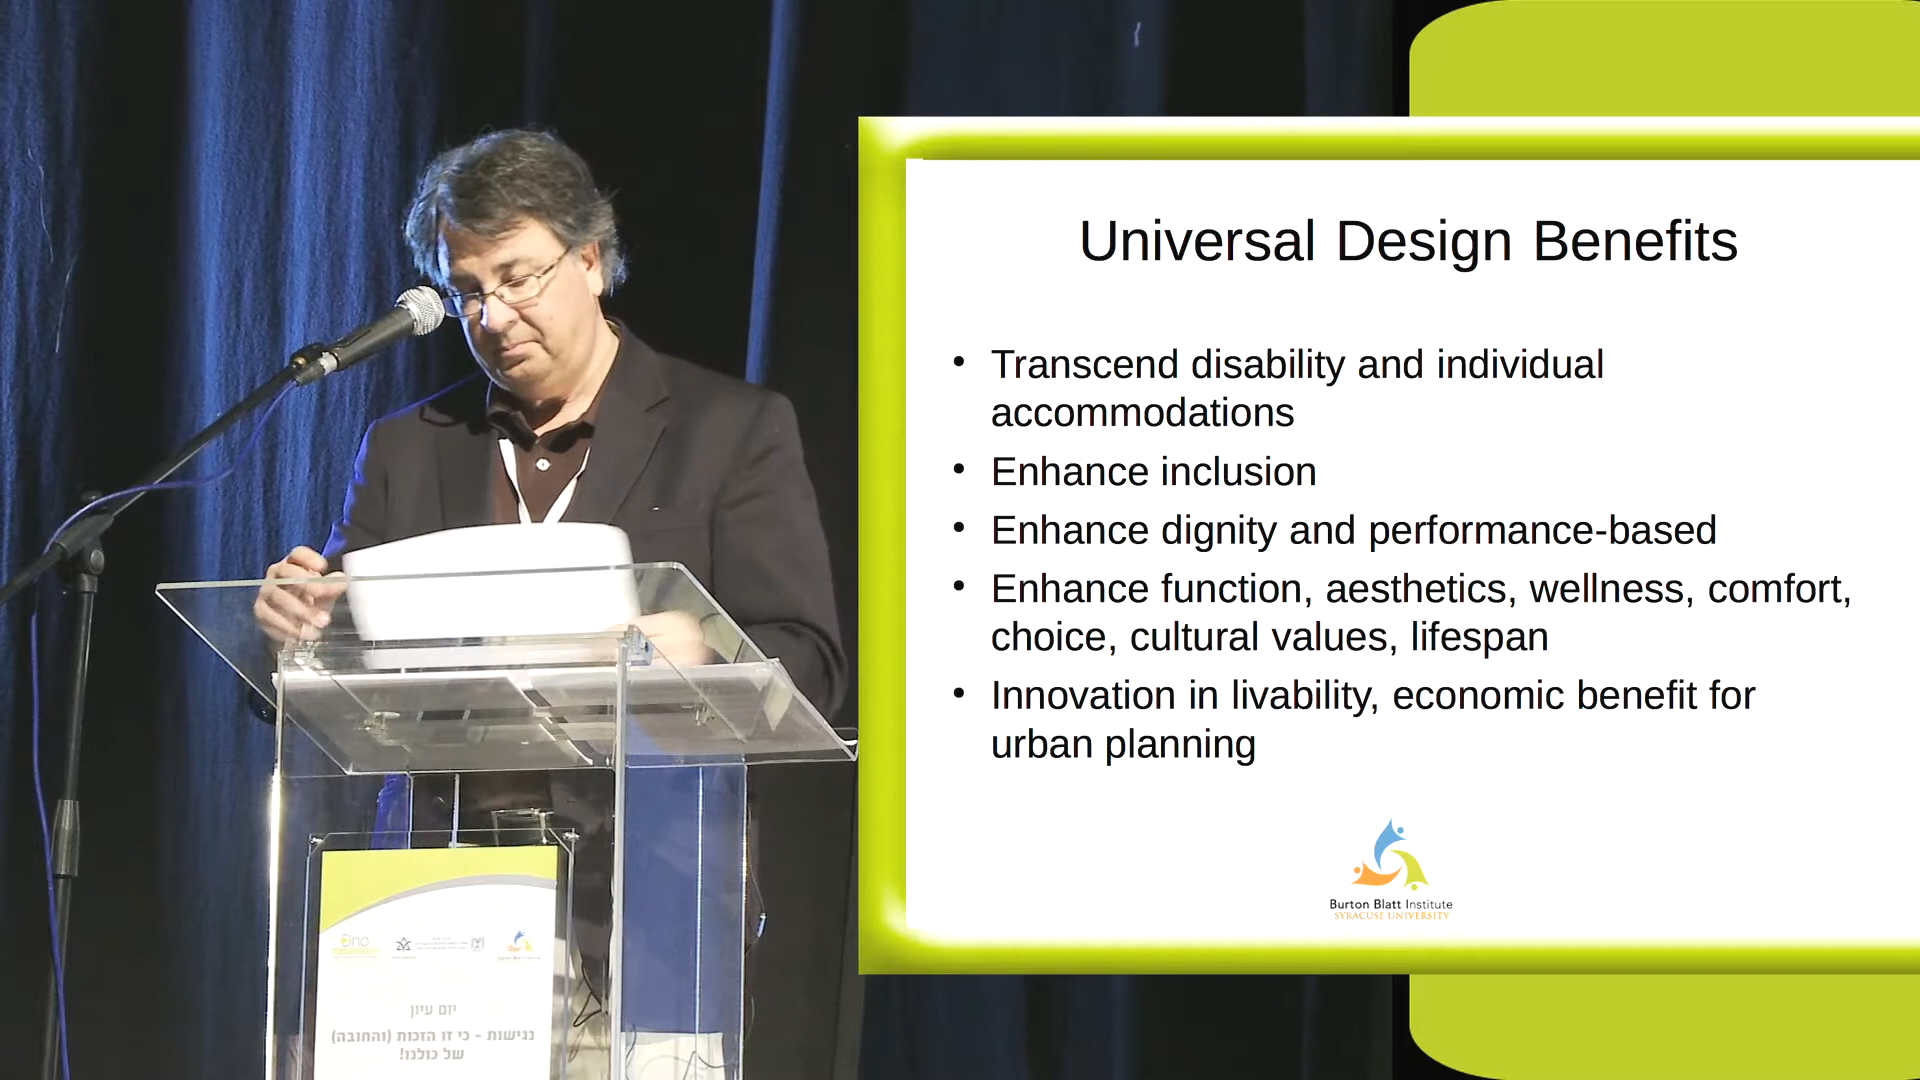 Universal Design Benefits
• Transcend disability and individual
accommodations
• Enhance inclusion
• Enhance dignity and performance-based
• Enhance function, aesthetics, wellness, comfort,
choice, cultural values, lifespan
• Innovation in livability, economic benefit for
urban planning
Burton Blatt Institute
SYRACUSE UNIVERSITY
Ono
יום עיון
נגישות - כי זו הזכות (והחובה)
של כולנו!